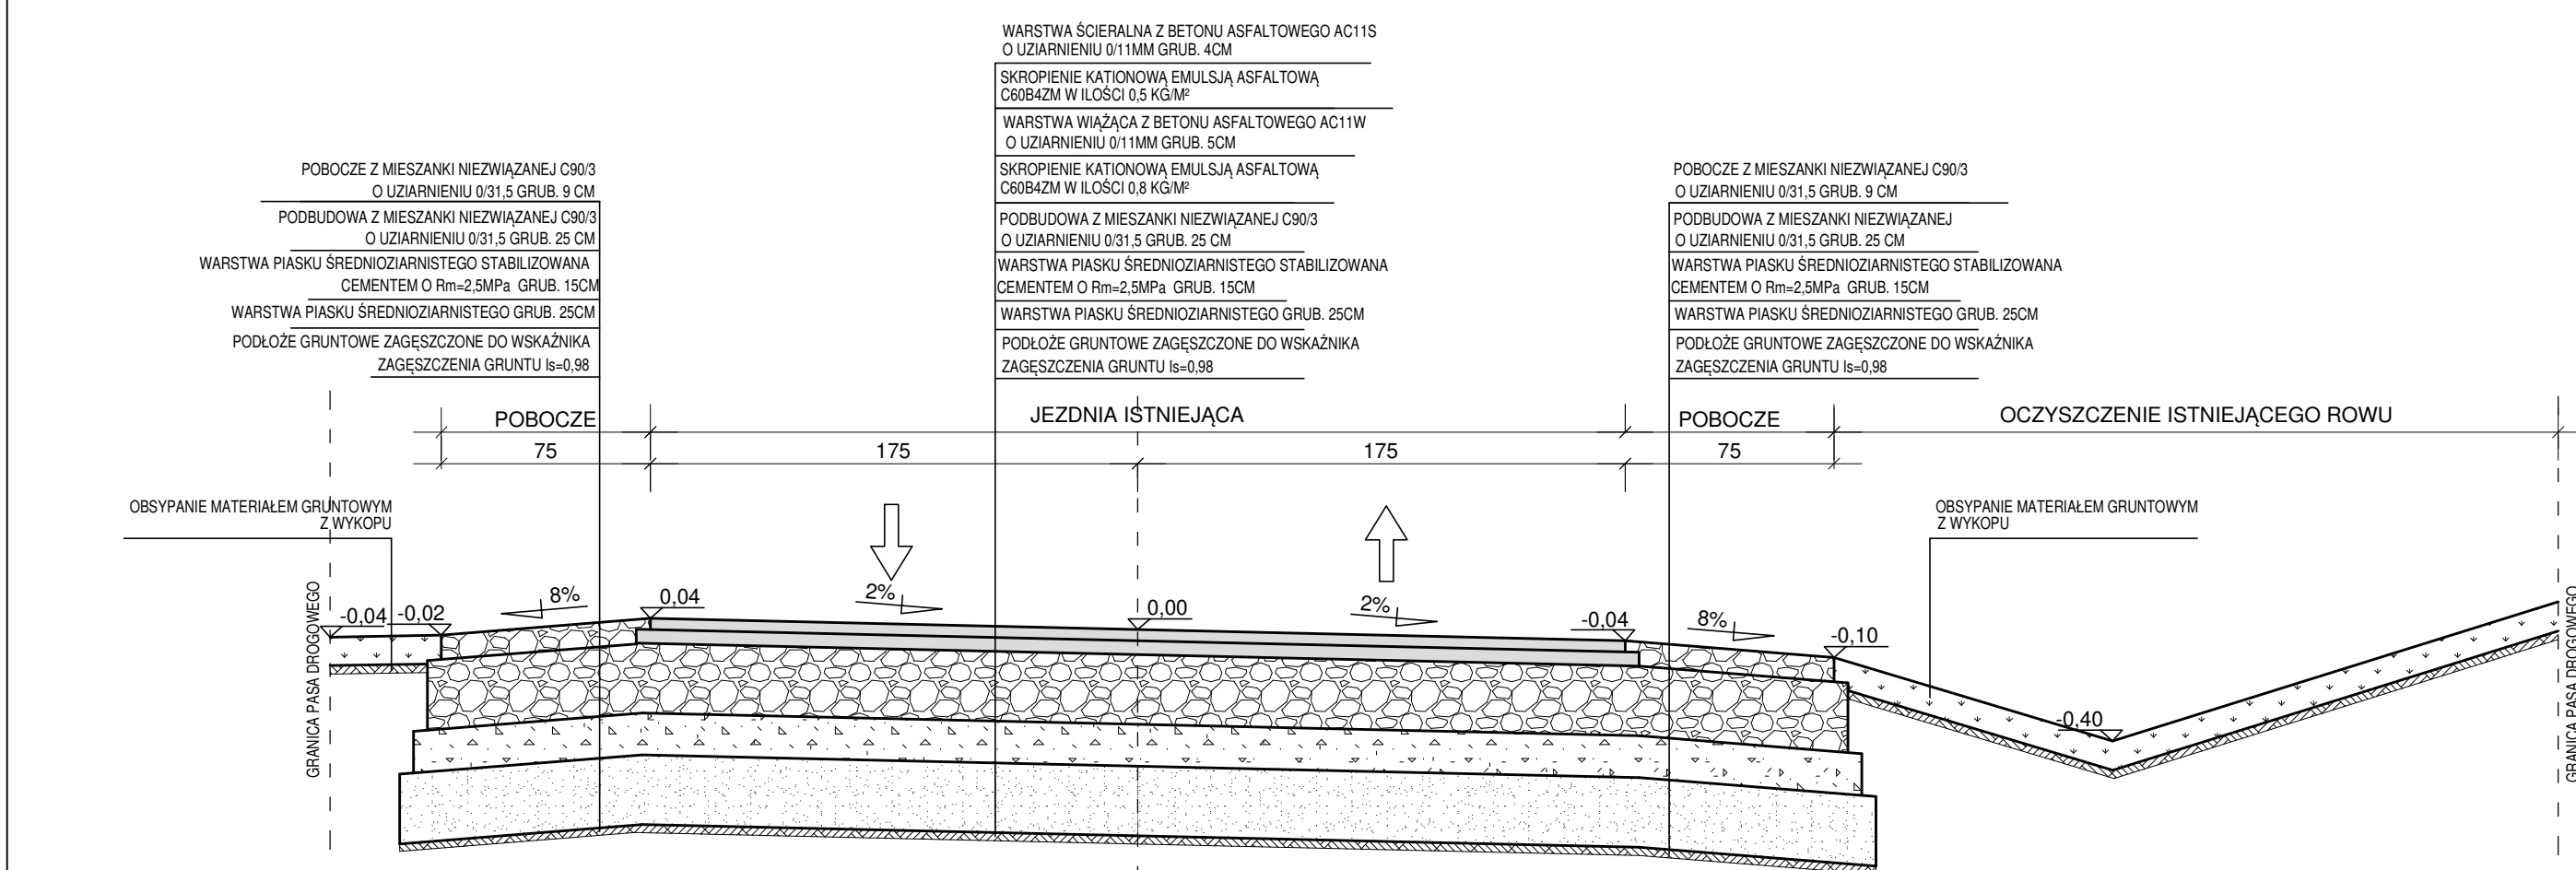 WARSTWA ŚCIERALNA Z BETONU ASFALTOWEGO AC11S
O UZIARNIENIU 0/11MM GRUB. 4CM
SKROPIENIE KATIONOWĄ EMULSJĄ ASFALTOWĄ
C60B4ZM W ILOŚCI 0,5 KG/M²
WARSTWA WIĄŻĄCA Z BETONU ASFALTOWEGO AC11W
O UZIARNIENIU 0/11MM GRUB. 5CM
SKROPIENIE KATIONOWĄ EMULSJĄ ASFALTOWĄ
C60B4ZM W ILOŚCI 0,8 KG/M²
PODBUDOWA Z MIESZANKI NIEZWIĄZANEJ C90/3
O UZIARNIENIU 0/31,5 GRUB. 25 CM
WARSTWA PIASKU ŚREDNIOZIARNISTEGO STABILIZOWANA
CEMENTEM O Rm=2,5MPa GRUB. 15CM
WARSTWA PIASKU ŚREDNIOZIARNISTEGO GRUB. 25CM
PODŁOŻE GRUNTOWE ZAGĘSZCZONE DO WSKAŹNIKA
ZAGĘSZCZENIA GRUNTU Is=0,98
POBOCZE Z MIESZANKI NIEZWIĄZANEJ C90/3
O UZIARNIENIU 0/31,5 GRUB. 9 CM
PODBUDOWA Z MIESZANKI NIEZWIĄZANEJ C90/3
O UZIARNIENIU 0/31,5 GRUB. 25 CM
WARSTWA PIASKU ŚREDNIOZIARNISTEGO STABILIZOWANA
CEMENTEM O Rm=2,5MPa GRUB. 15CM
WARSTWA PIASKU ŚREDNIOZIARNISTEGO GRUB. 25CM
PODŁOŻE GRUNTOWE ZAGĘSZCZONE DO WSKAŹNIKA
ZAGĘSZCZENIA GRUNTU Is=0,98
POBOCZE Z MIESZANKI NIEZWIĄZANEJ C90/3
O UZIARNIENIU 0/31,5 GRUB. 9 CM
PODBUDOWA Z MIESZANKI NIEZWIĄZANEJ
O UZIARNIENIU 0/31,5 GRUB. 25 CM
WARSTWA PIASKU ŚREDNIOZIARNISTEGO STABILIZOWANA
CEMENTEM O Rm=2,5MPa GRUB. 15CM
WARSTWA PIASKU ŚREDNIOZIARNISTEGO GRUB. 25CM
PODŁOŻE GRUNTOWE ZAGĘSZCZONE DO WSKAŹNIKA
ZAGĘSZCZENIA GRUNTU Is=0,98
POBOCZE
JEZDNIA ISTNIEJĄCA
POBOCZE
OCZYSZCZENIE ISTNIEJĄCEGO ROWU
75
175
175
75
OBSYPANIE MATERIAŁEM GRUNTOWYM
Z WYKOPU
OBSYPANIE MATERIAŁEM GRUNTOWYM
Z WYKOPU
GRANICA PASA DROGOWEGO
-0,04
-0,02
8%
0,04
2%
0,00
2%
-0,04
8%
-0,10
-0,40
GRANICA PASA DROGOWEGO